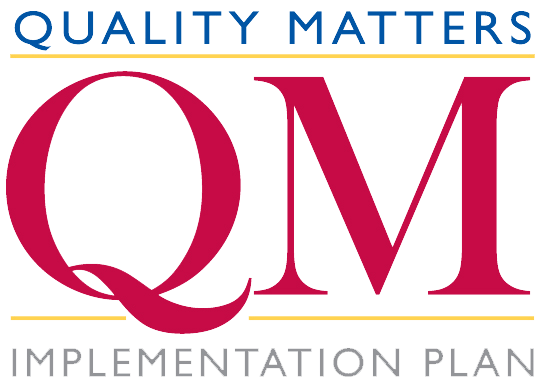 QUALITY MATTERS
QM
IMPLEMENTATION PLAN